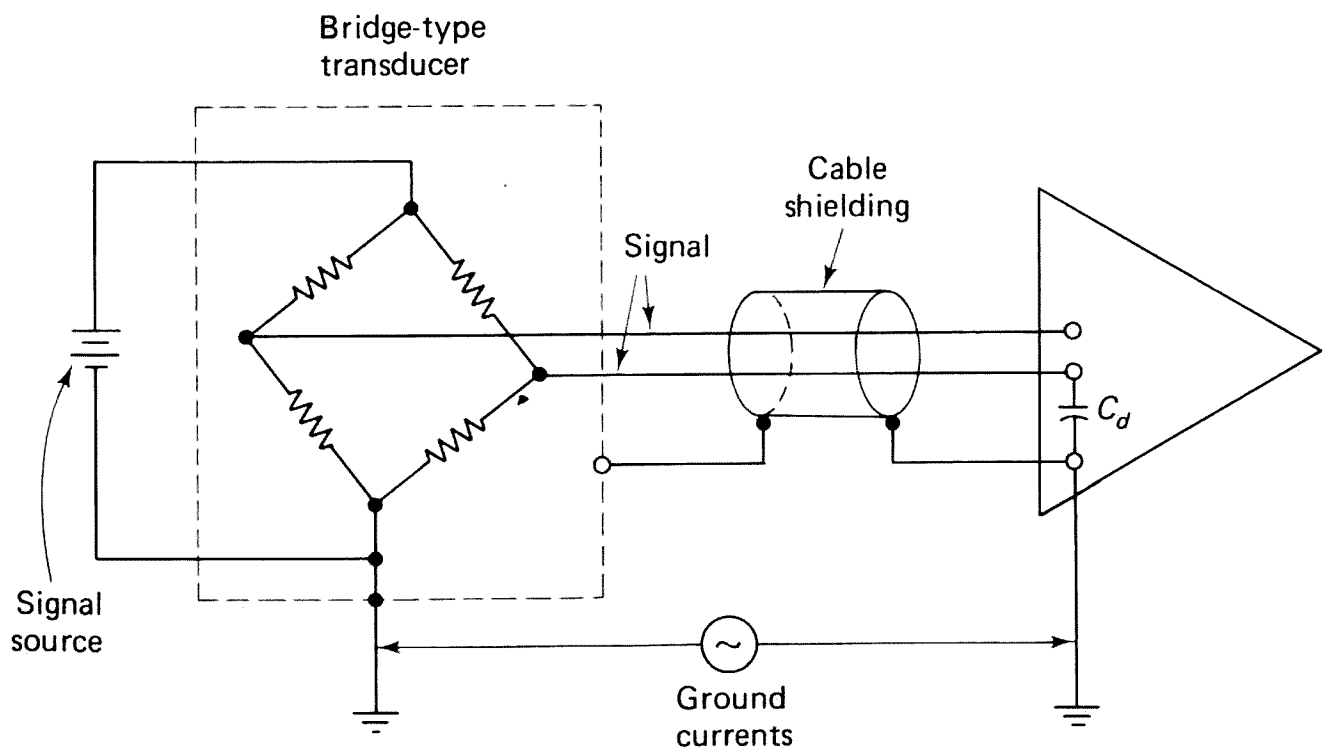 Bridge-type
transducer
Cable
shielding
Signal
C_d
Signal
source
~
Ground
currents